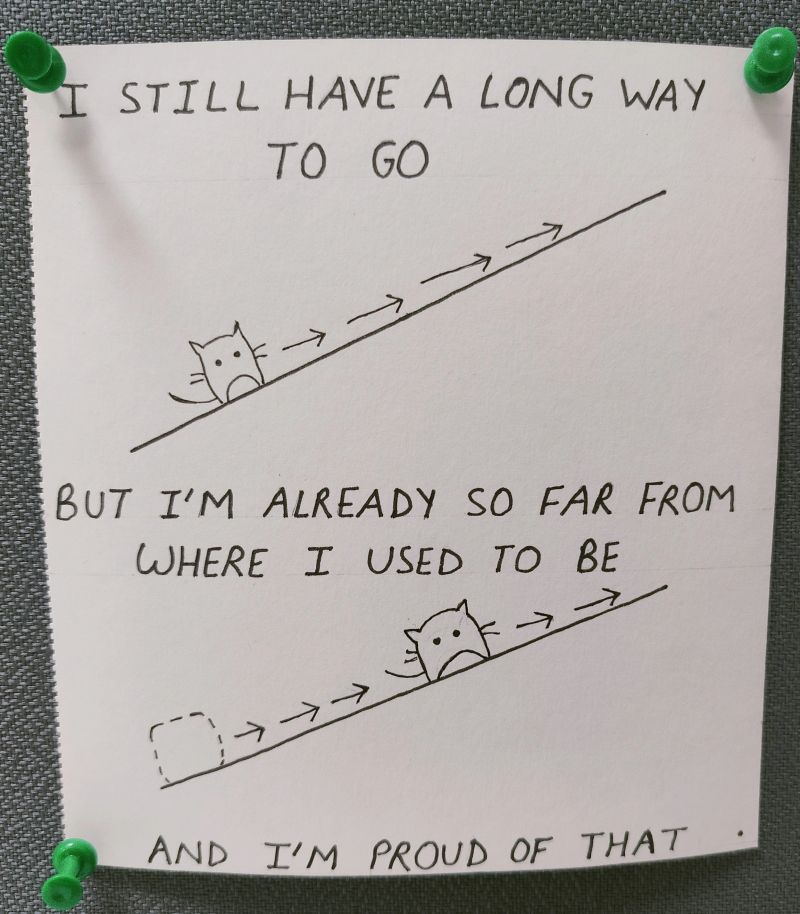 I STILL HAVE A LONG WAY
TO GO
BUT I'M ALREADY SO FAR FROM
WHERE I USED TO BE
AND I'M PROUD OF THAT.